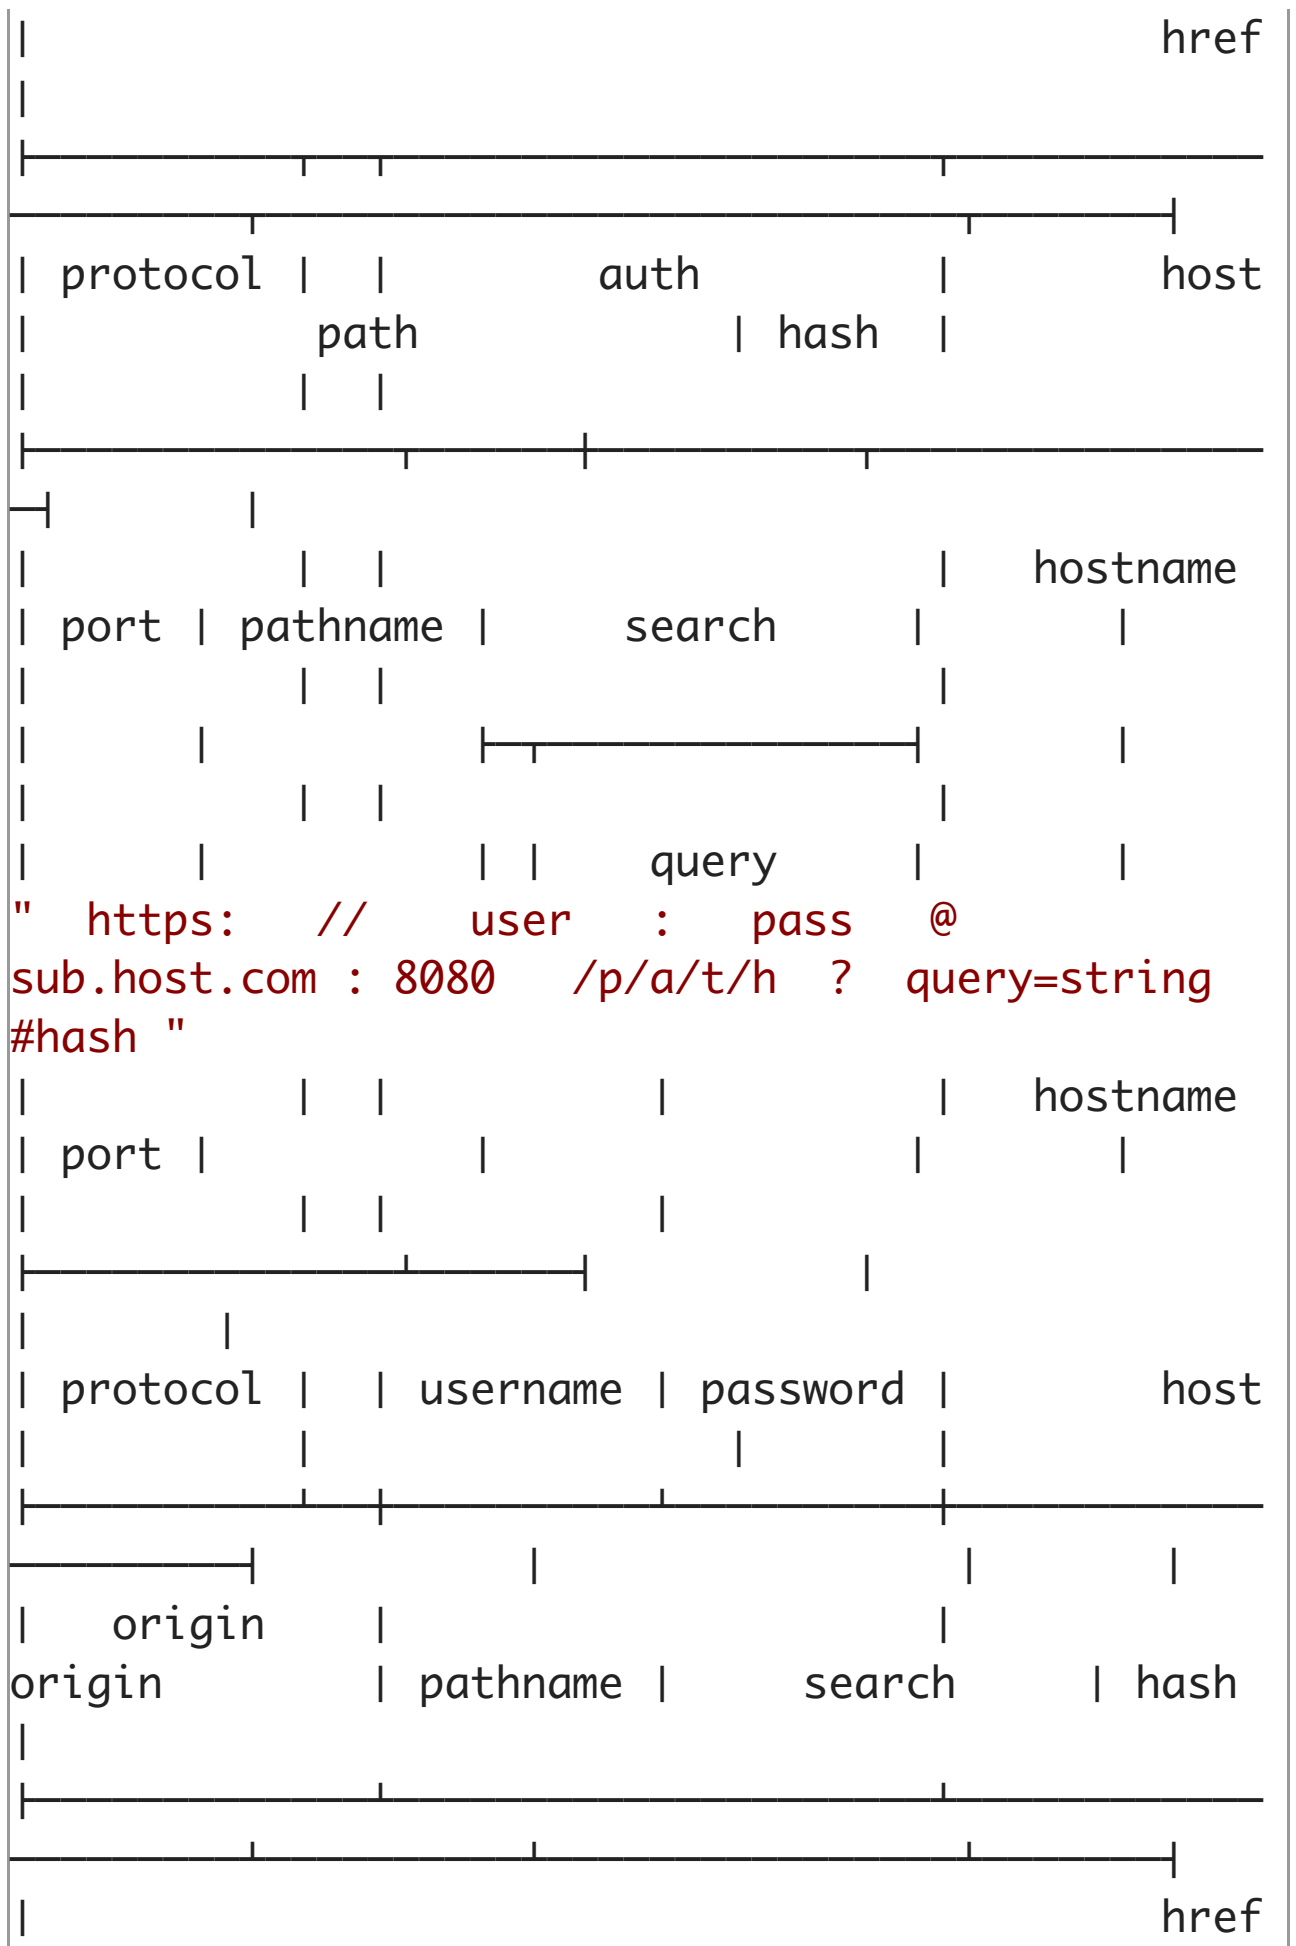 | href
|
├──────────┬──┬─────────────────────┬────────────
─────────┬───────────────────────────┬───────┤
| protocol | | auth | host
| path | hash |
| | |
├──────────────┬──────┼──────────┬───────────────
─┤ |
| | | | hostname
| port | pathname | search | |
| | | |
| | ├─┬──────────────┤ |
| | | |
| | | | query | |
" https: // user : pass @
sub.host.com : 8080 /p/a/t/h ? query=string
#hash "
| | | | | hostname
| port | | | |
| | | |
├──────────────┴──────┤ |
| |
| protocol | | username | password | host
| | | |
├──────────┴──┼──────────┴──────────┼────────────
─────────┤ | | |
| origin | |
origin | pathname | search | hash
|
├─────────────┴─────────────────────┴────────────
─────────┴──────────┴────────────────┴───────┤
| href